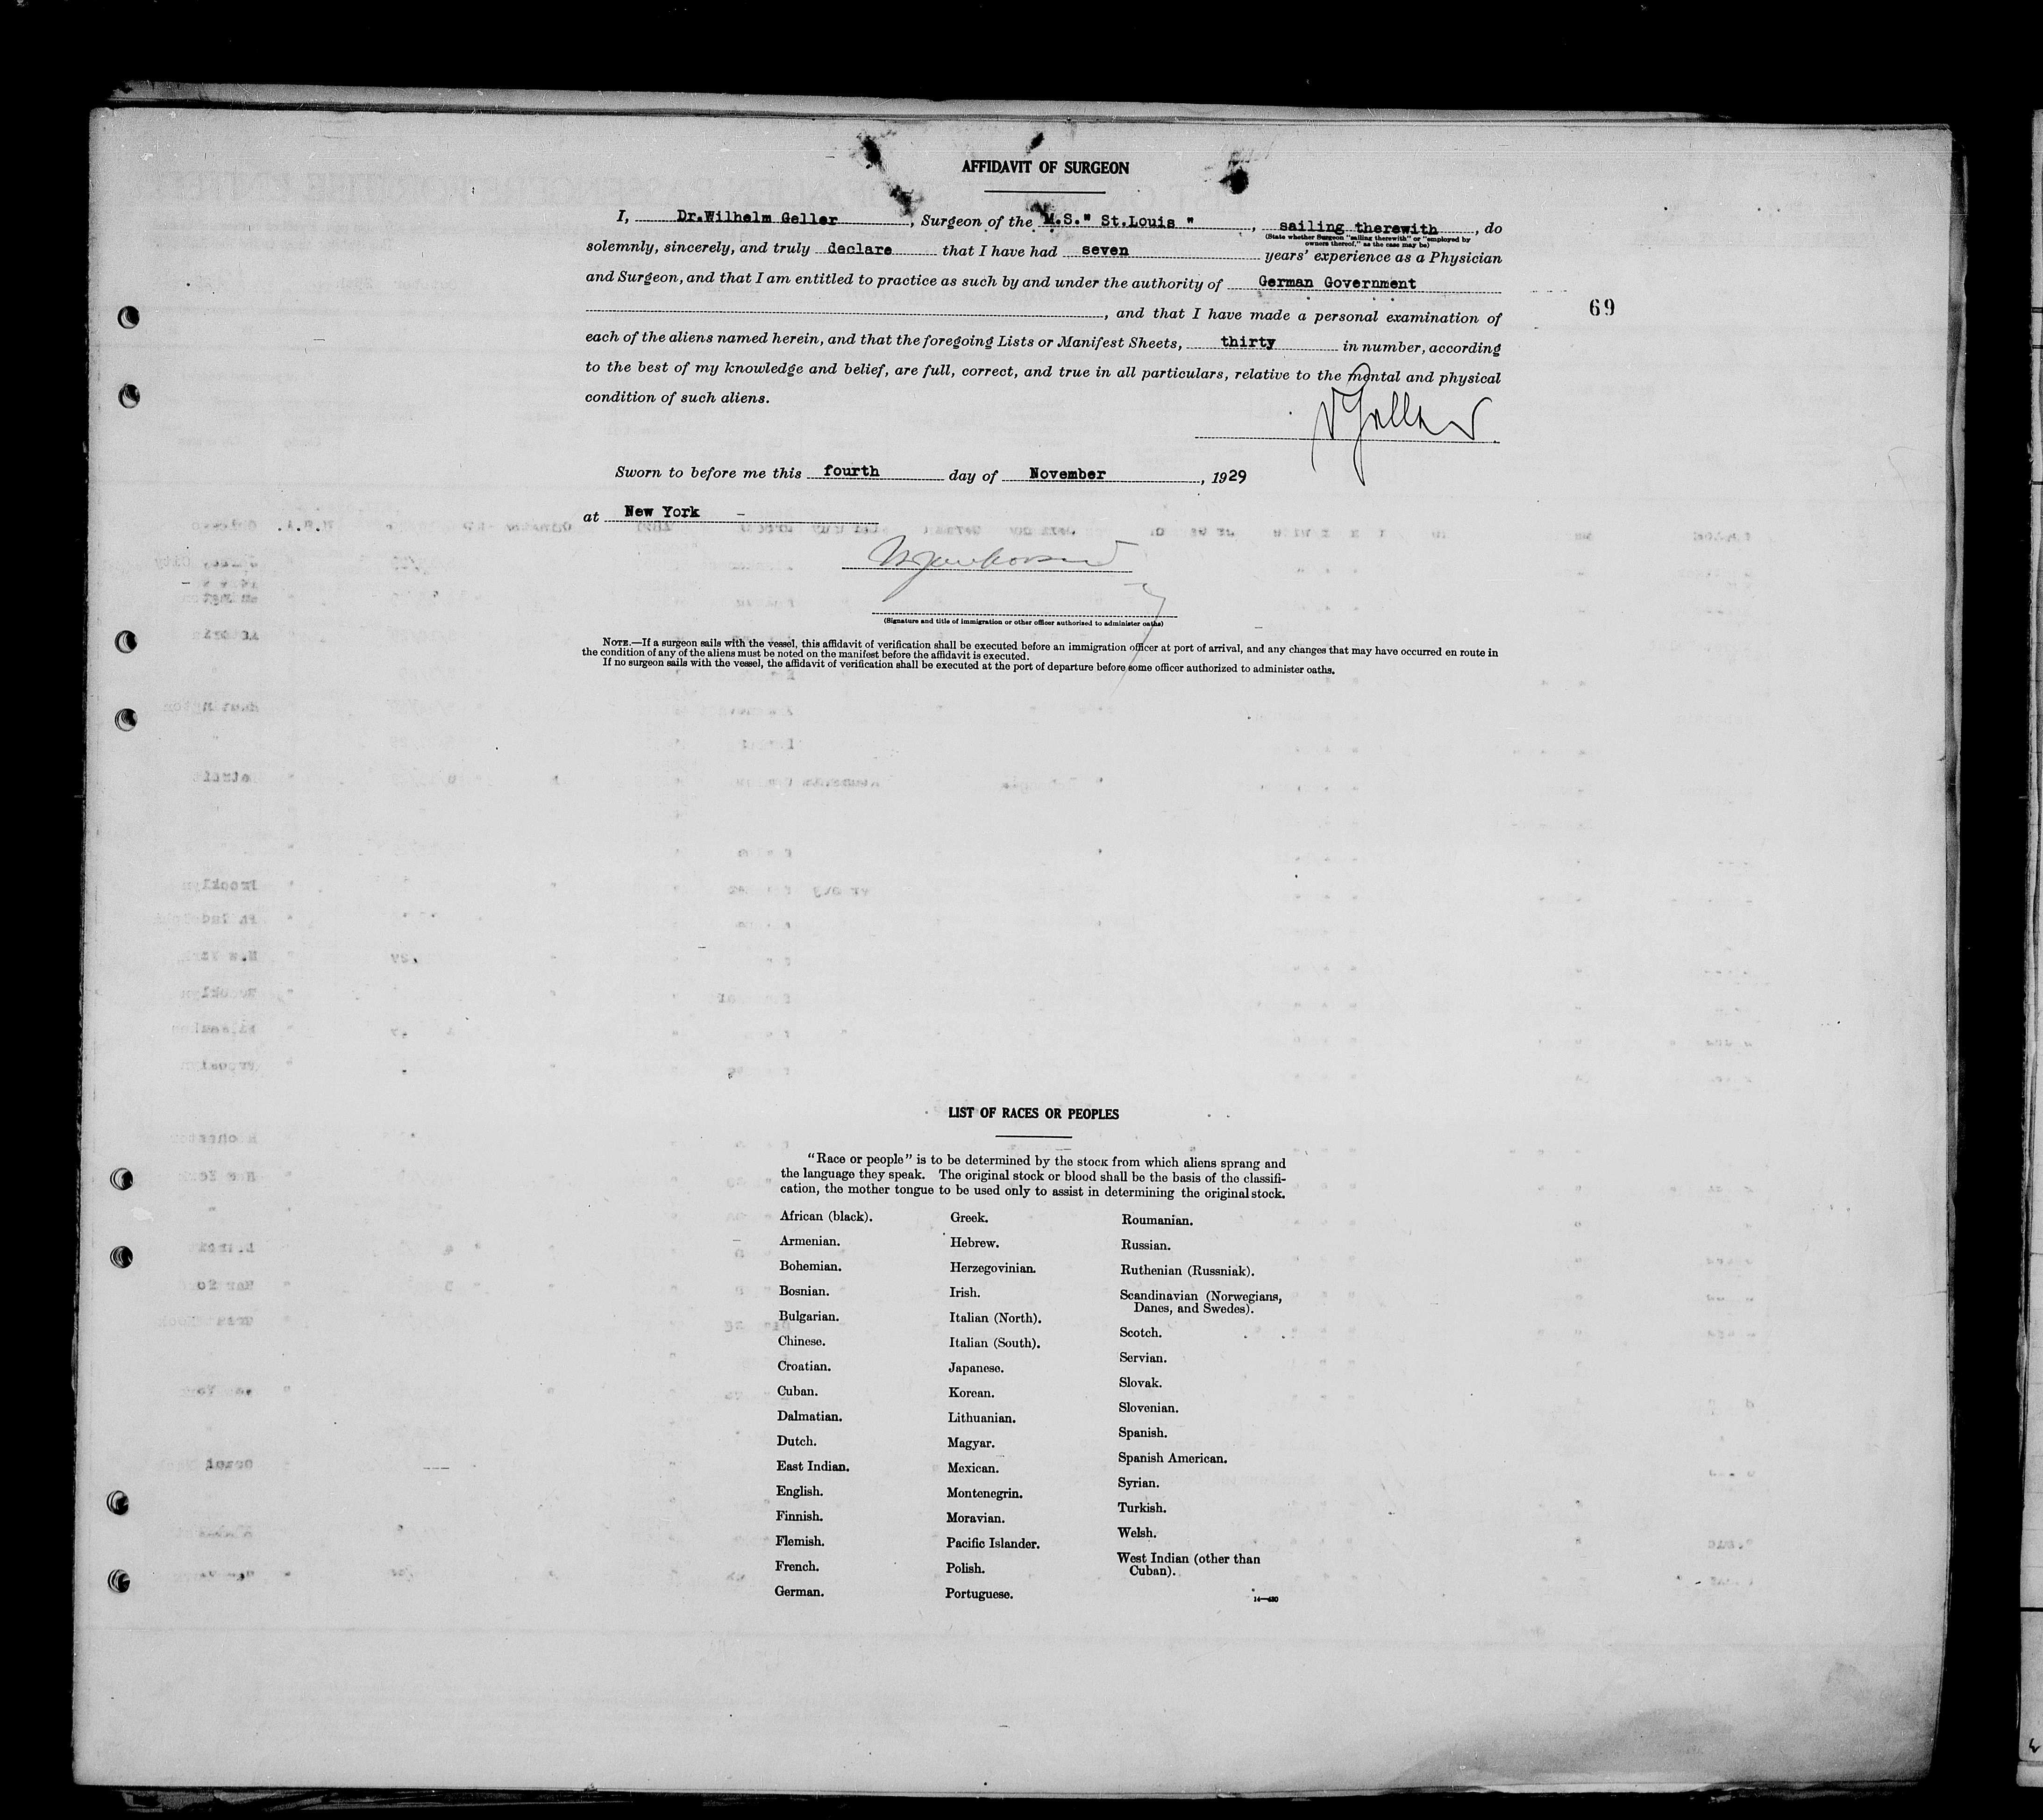 AFFIDAVIT OF SURGEON
I, Dr.Wilhelm Geller, Surgeon of the M.S." St.Louis ", sailing therewith, do
(State whether Surgeon "sailing therewith" or "employed by
owners thereof," as the case may be)
solemnly, sincerely, and truly declare that I have had seven years' experience as a Physician
and Surgeon, and that I am entitled to practice as such by and under the authority of German Government
, and that I have made a personal examination of
69
each of the aliens named herein, and that the foregoing Lists or Manifest Sheets, thirty in number, according
to the best of my knowledge and belief, are full, correct, and true in all particulars, relative to the mental and physical
condition of such aliens.
Sworn to before me this fourth day of November, 1929
at New York -
(Signature and title of immigration or other officer authorized to administer oaths)
NOTE.—If a surgeon sails with the vessel, this affidavit of verification shall be executed before an immigration officer at port of arrival, and any changes that may have occurred en route in
the condition of any of the aliens must be noted on the manifest before the affidavit is executed.
If no surgeon sails with the vessel, the affidavit of verification shall be executed at the port of departure before some officer authorized to administer oaths.
LIST OF RACES OR PEOPLES
"Race or people" is to be determined by the stock from which aliens sprang and
the language they speak. The original stock or blood shall be the basis of the classifi-
cation, the mother tongue to be used only to assist in determining the original stock.
African (black).
Armenian.
Bohemian.
Bosnian.
Bulgarian.
Chinese.
Croatian.
Cuban.
Dalmatian.
Dutch.
East Indian.
English.
Finnish.
Flemish.
French.
German.
Greek.
Hebrew.
Herzegovinian.
Irish.
Italian (North).
Italian (South).
Japanese.
Korean.
Lithuanian.
Magyar.
Mexican.
Montenegrin.
Moravian.
Pacific Islander.
Polish.
Portuguese.
Roumanian.
Russian.
Ruthenian (Russniak).
Scandinavian (Norwegians,
Danes, and Swedes).
Scotch.
Servian.
Slovak.
Slovenian.
Spanish.
Spanish American.
Syrian.
Turkish.
Welsh.
West Indian (other than
Cuban).